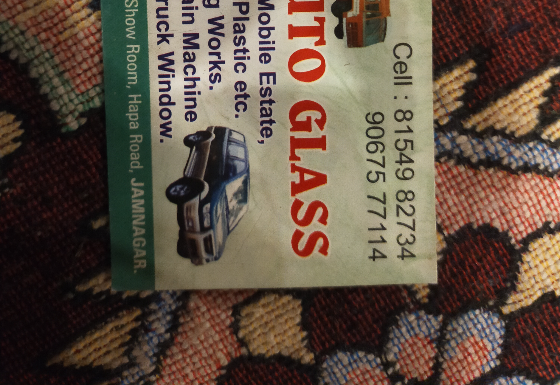 Cell : 81549 82734
90675 77114
UTO GLASS
Mobile Estate,
Plastic etc.
g Works.
ain Machine
ruck Window.
Show Room, Hapa Road, JAMNAGAR.